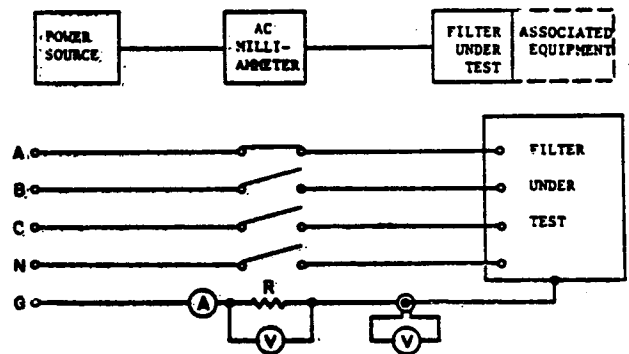 POWER
SOURCE
AC
MILLI-
AMMETER
FILTER
UNDER
TEST
ASSOCIATED
EQUIPMENT
A
B
C
N
G
FILTER
UNDER
TEST
A
R
V
V